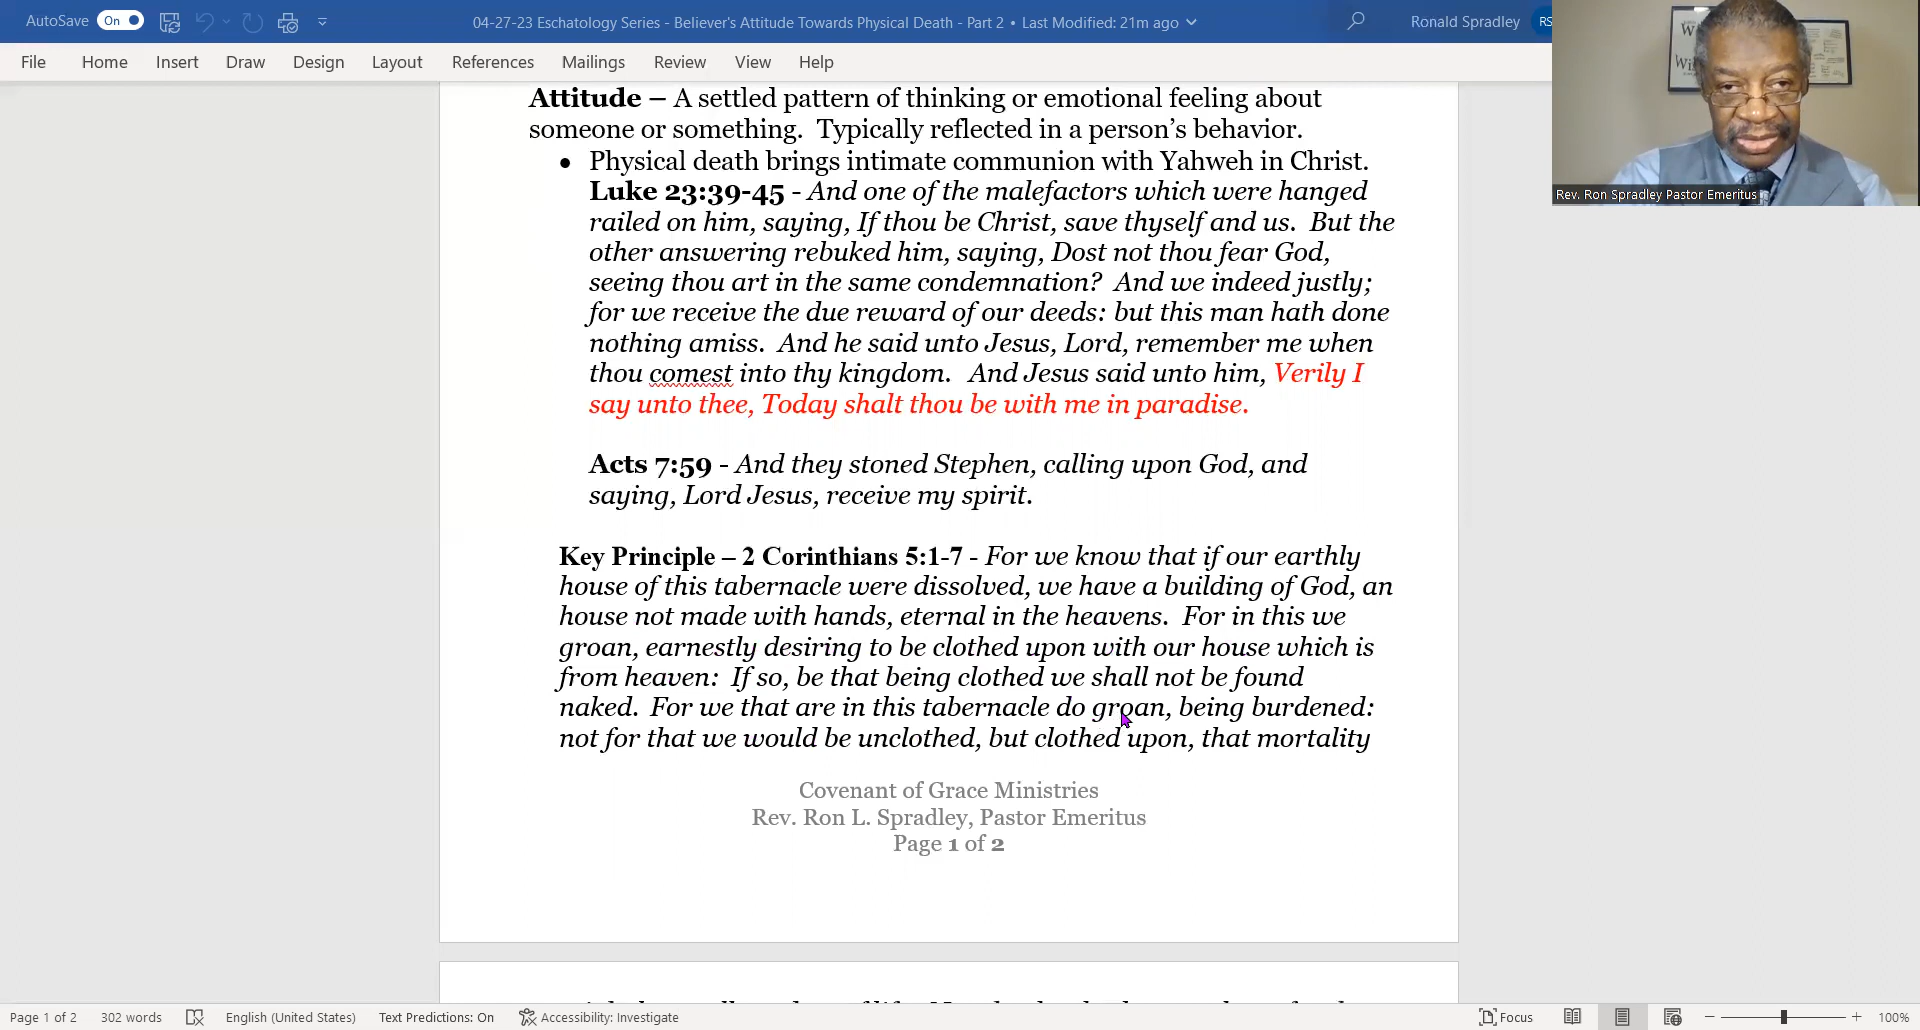 AutoSave On 04-27-23 Eschatology Series - Believer's Attitude Towards Physical Death - Part 2 • Last Modified: 21m ago Ronald Spradley RS
File Home Insert Draw Design Layout References Mailings Review View Help
Attitude – A settled pattern of thinking or emotional feeling about
someone or something. Typically reflected in a person's behavior.
• Physical death brings intimate communion with Yahweh in Christ.
Luke 23:39-45 - And one of the malefactors which were hanged
railed on him, saying, If thou be Christ, save thyself and us. But the
other answering rebuked him, saying, Dost not thou fear God,
seeing thou art in the same condemnation? And we indeed justly;
for we receive the due reward of our deeds: but this man hath done
nothing amiss. And he said unto Jesus, Lord, remember me when
thou comest into thy kingdom. And Jesus said unto him, Verily I
say unto thee, Today shalt thou be with me in paradise.
Acts 7:59 - And they stoned Stephen, calling upon God, and
saying, Lord Jesus, receive my spirit.
Key Principle – 2 Corinthians 5:1-7 - For we know that if our earthly
house of this tabernacle were dissolved, we have a building of God, an
house not made with hands, eternal in the heavens. For in this we
groan, earnestly desiring to be clothed upon with our house which is
from heaven: If so, be that being clothed we shall not be found
naked. For we that are in this tabernacle do groan, being burdened:
not for that we would be unclothed, but clothed upon, that mortality
Covenant of Grace Ministries
Rev. Ron L. Spradley, Pastor Emeritus
Page 1 of 2
Rev. Ron Spradley Pastor Emeritus
Page 1 of 2 302 words English (United States) Text Predictions: On Accessibility: Investigate Focus 100%